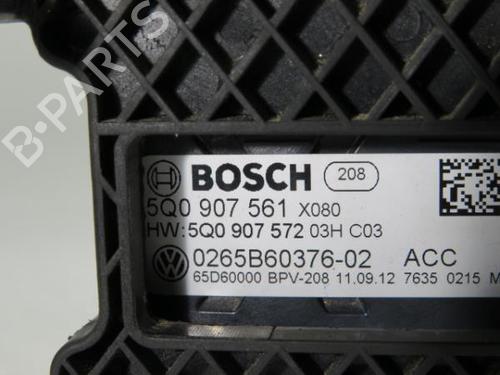 BOSCH 208
5Q0 907 561 X080
HW:5Q0 907 572 03H C03
0265B60376-02 ACC
65D60000 BPV-208 11.09.12 7635 0215 M
B-PARTS